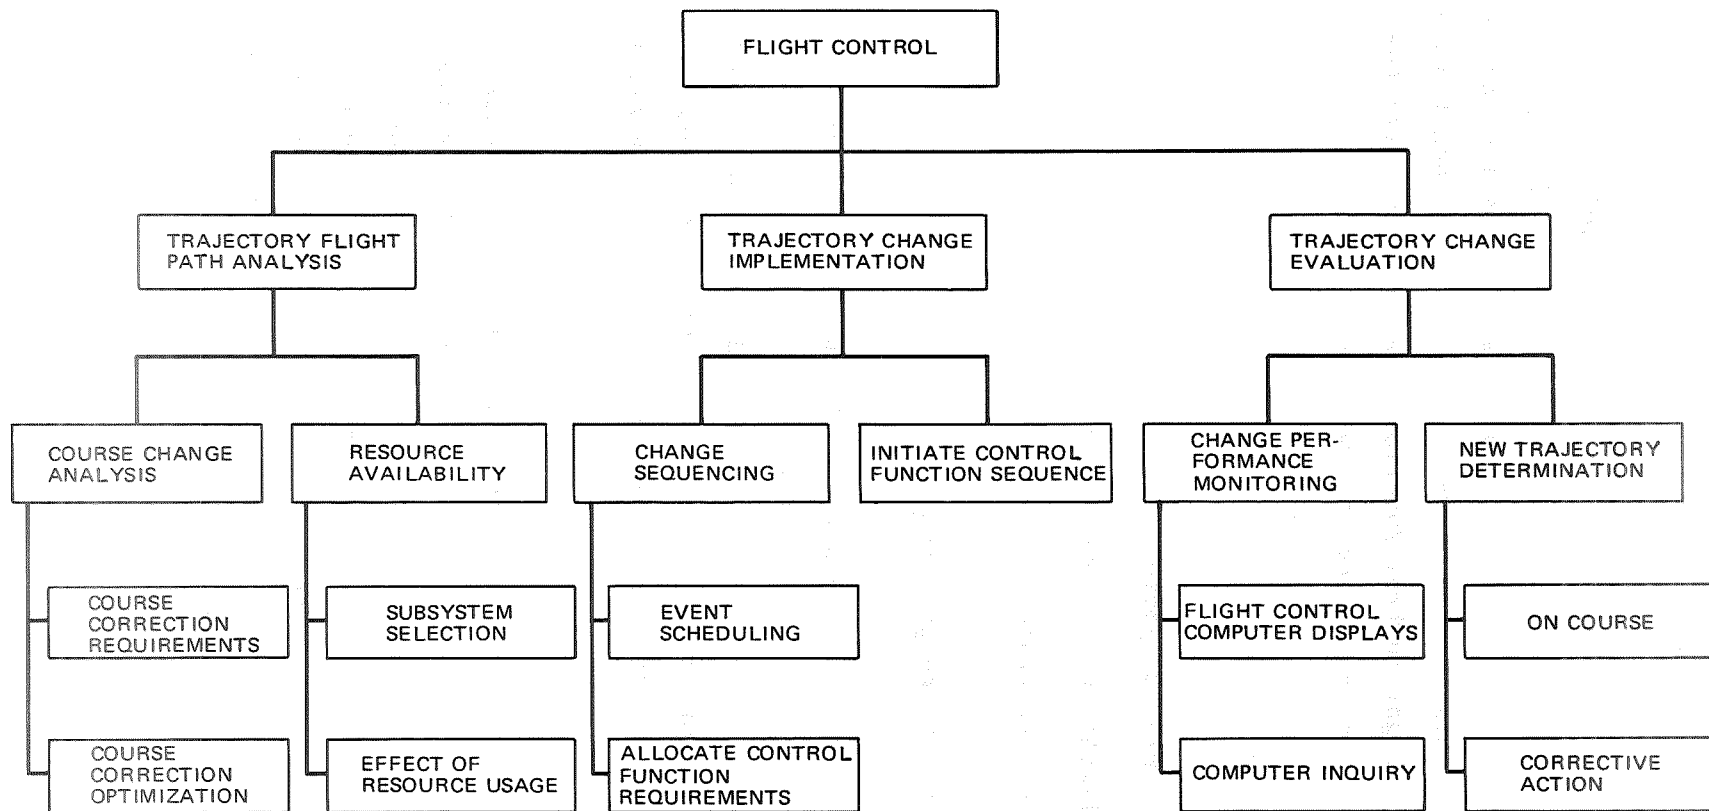 FLIGHT CONTROL
TRAJECTORY FLIGHT
PATH ANALYSIS
TRAJECTORY CHANGE
IMPLEMENTATION
TRAJECTORY CHANGE
EVALUATION
COURSE CHANGE
ANALYSIS
RESOURCE
AVAILABILITY
CHANGE
SEQUENCING
INITIATE CONTROL
FUNCTION SEQUENCE
CHANGE PER-
FORMANCE
MONITORING
NEW TRAJECTORY
DETERMINATION
COURSE
CORRECTION
REQUIREMENTS
SUBSYSTEM
SELECTION
EVENT
SCHEDULING
FLIGHT CONTROL
COMPUTER DISPLAYS
ON COURSE
COURSE
CORRECTION
OPTIMIZATION
EFFECT OF
RESOURCE USAGE
ALLOCATE CONTROL
FUNCTION
REQUIREMENTS
COMPUTER INQUIRY
CORRECTIVE
ACTION